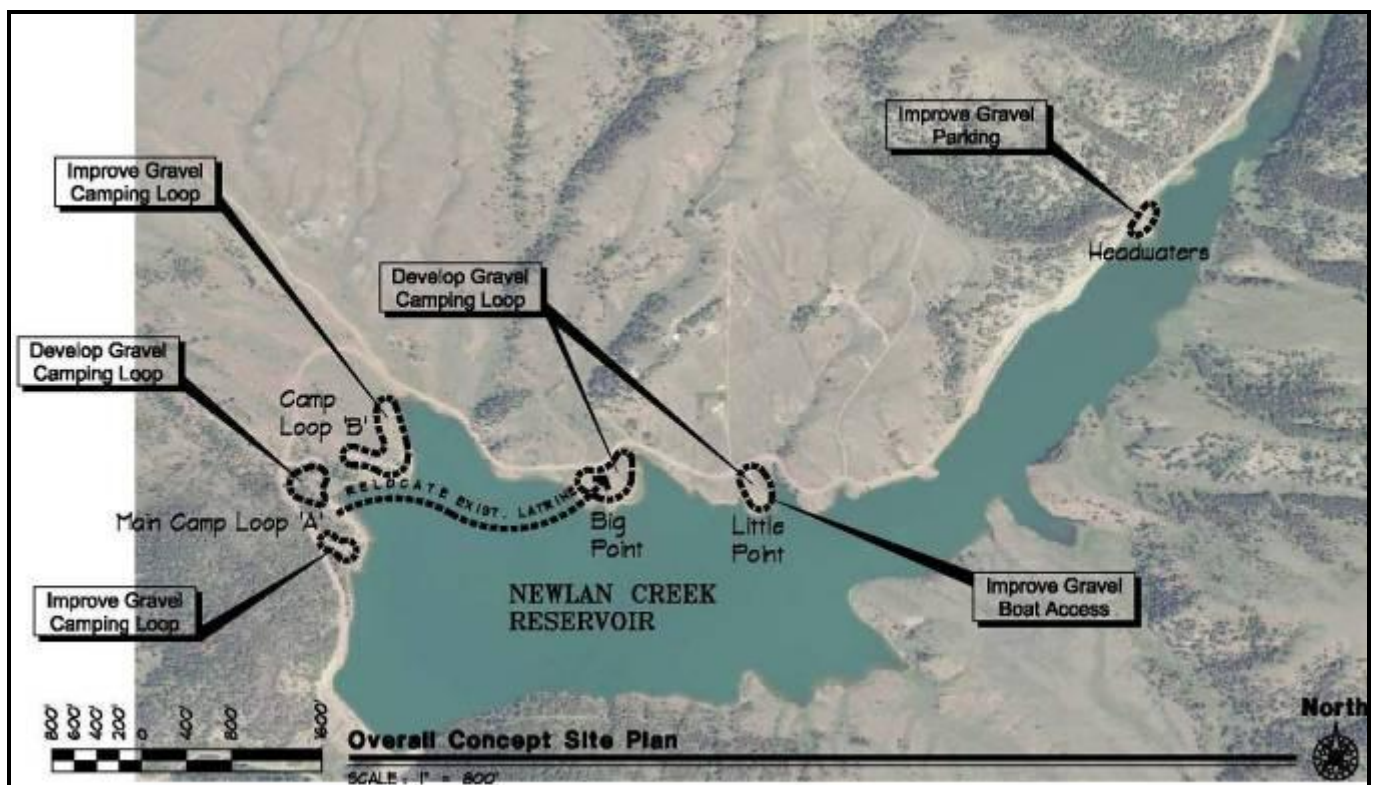 Improve Gravel
Parking
Headwaters
Improve Gravel
Camping Loop
Develop Gravel
Camping Loop
Develop Gravel
Camping Loop
Camp
Loop 'B'
RELOCATE EXIST. LATRINE
Main Camp Loop 'A'
Big
Point
Little
Point
Improve Gravel
Camping Loop
Improve Gravel
Boat Access
NEWLAN CREEK
RESERVOIR
800' 600' 400' 200' 0 400' 800' 1600'
Overall Concept Site Plan
SCALE: 1" = 800'
North